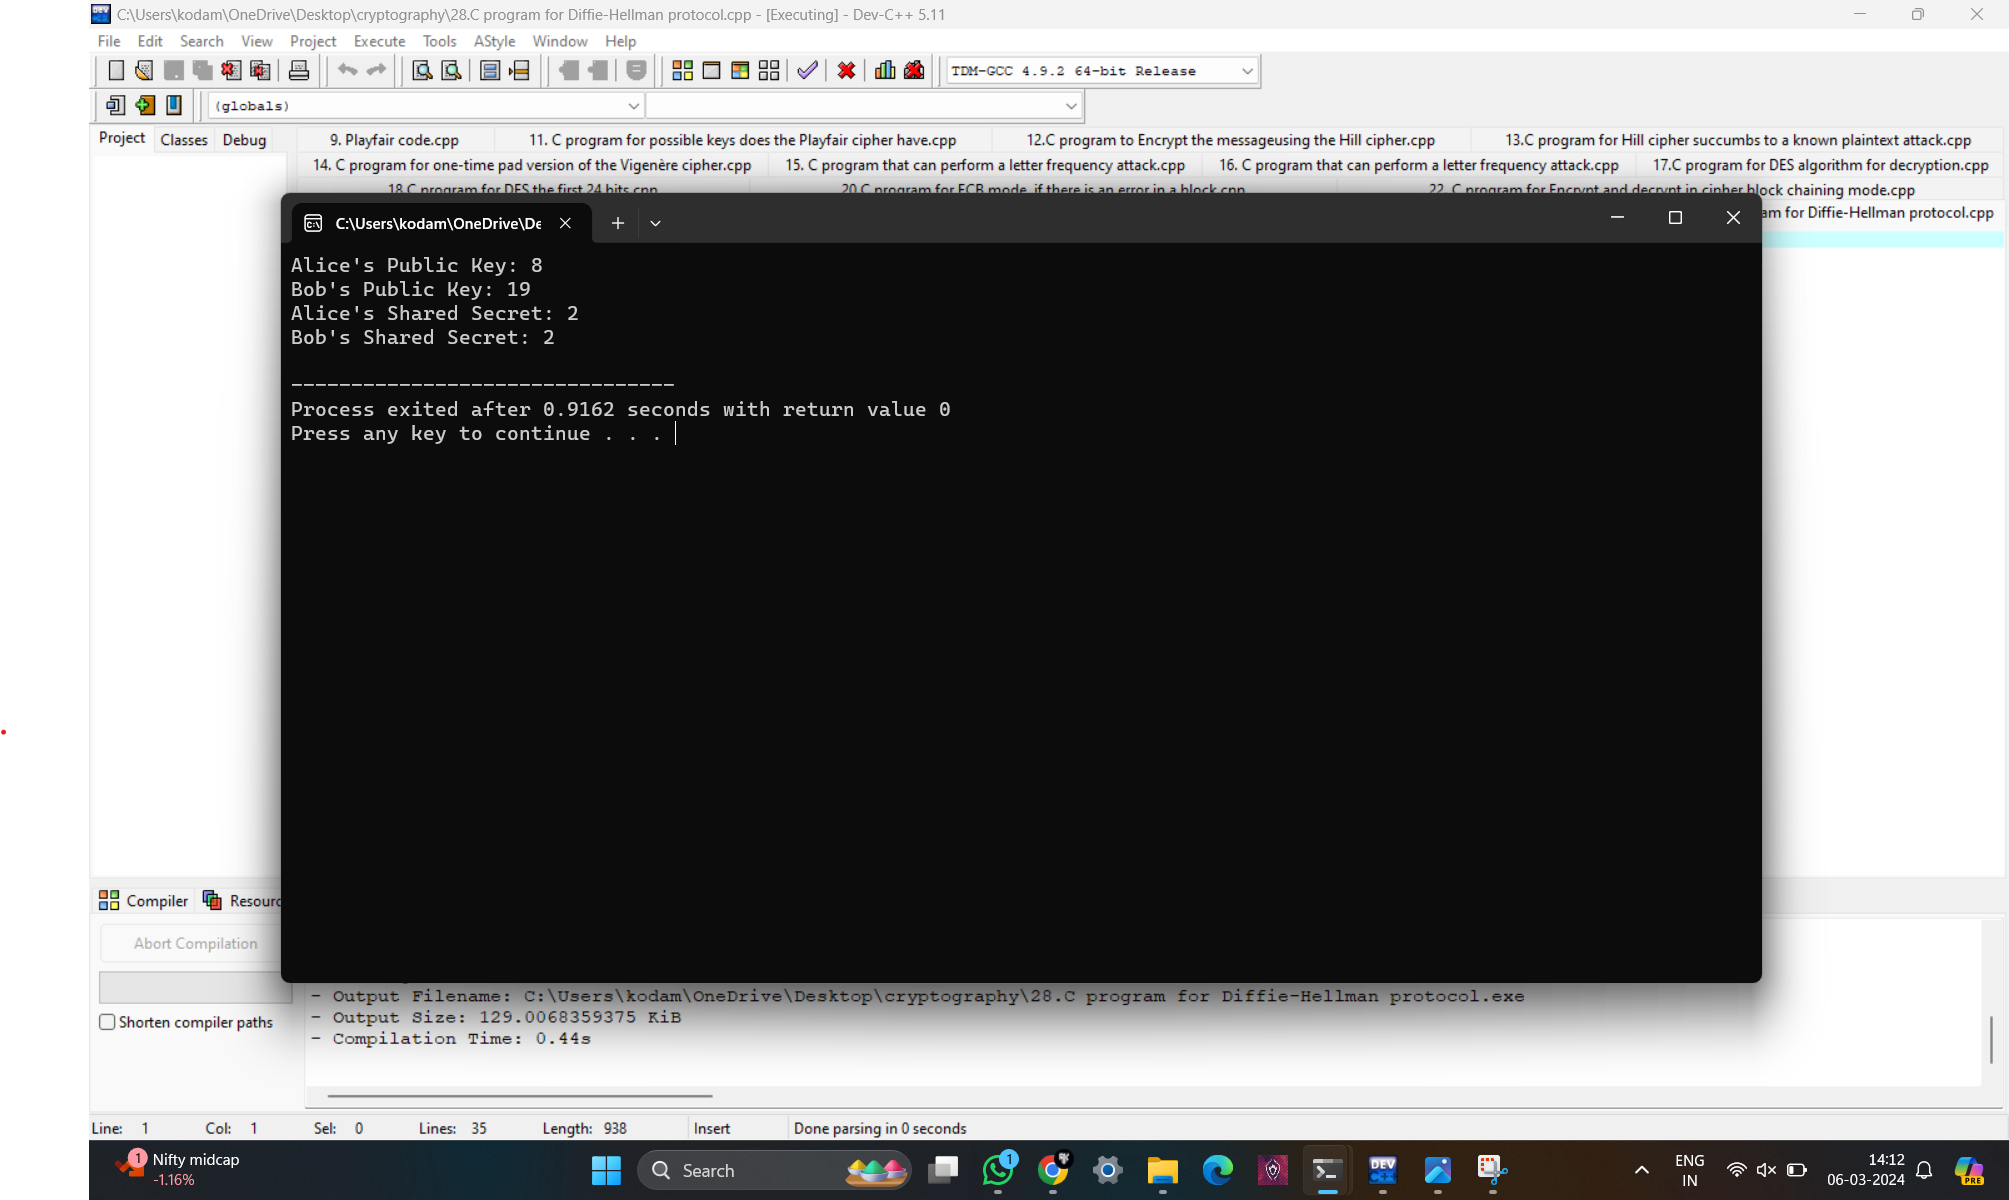 C:\Users\kodam\OneDrive\Desktop\cryptography\28.C program for Diffie-Hellman protocol.cpp - [Executing] - Dev-C++ 5.11
File Edit Search View Project Execute Tools AStyle Window Help
TDM-GCC 4.9.2 64-bit Release
(globals)
Project Classes Debug
9. Playfair code.cpp 11. C program for possible keys does the Playfair cipher have.cpp 12.C program to Encrypt the messageusing the Hill cipher.cpp 13.C program for Hill cipher succumbs to a known plaintext attack.cpp
14. C program for one-time pad version of the Vigenère cipher.cpp 15. C program that can perform a letter frequency attack.cpp 16. C program that can perform a letter frequency attack.cpp 17.C program for DES algorithm for decryption.cpp
18.C program for DES the first 24 bits.cpp 20.C program for ECB mode, if there is an error in a block.cpp 22. C program for Encrypt and decrypt in cipher block chaining mode.cpp
am for Diffie-Hellman protocol.cpp
C:\Users\kodam\OneDrive\De
Alice's Public Key: 8
Bob's Public Key: 19
Alice's Shared Secret: 2
Bob's Shared Secret: 2
--------------------------------
Process exited after 0.9162 seconds with return value 0
Press any key to continue . . .
Compiler Resourc
Abort Compilation
Shorten compiler paths
- Output Filename: C:\Users\kodam\OneDrive\Desktop\cryptography\28.C program for Diffie-Hellman protocol.exe
- Output Size: 129.0068359375 KiB
- Compilation Time: 0.44s
Line: 1 Col: 1 Sel: 0 Lines: 35 Length: 938 Insert Done parsing in 0 seconds
1 Nifty midcap
-1.16%
Search
1
DEV C++
ENG
IN
14:12
06-03-2024
PRE